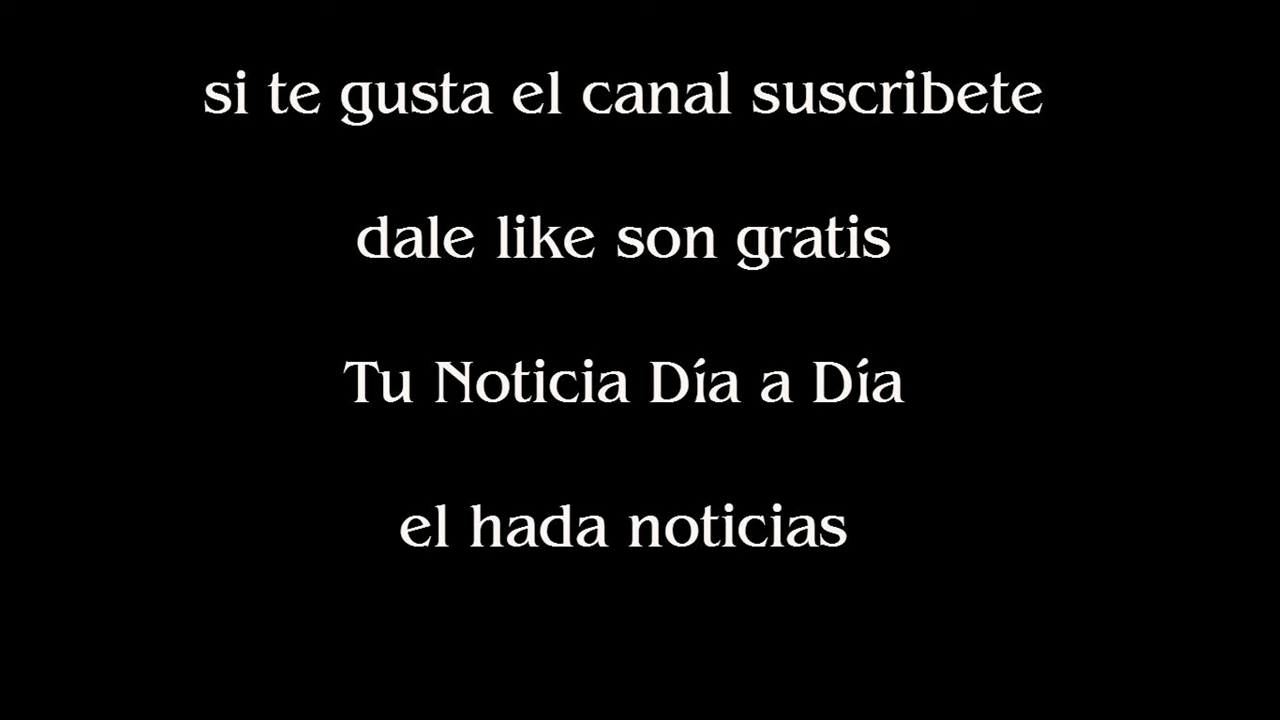 si te gusta el canal suscribete
dale like son gratis
Tu Noticia Día a Día
el hada noticias